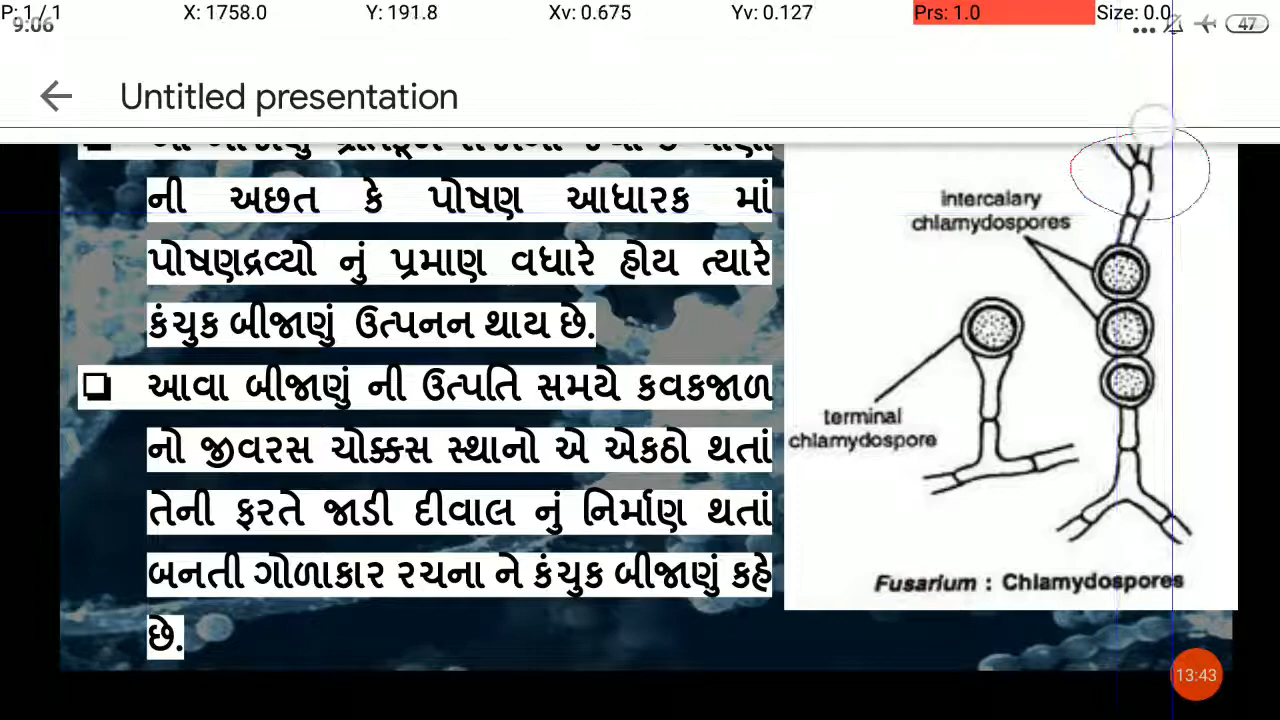 P: 1 / 1 X: 1758.0 Y: 191.8 Xv: 0.675 Yv: 0.127 Prs: 1.0 Size: 0.0
9:06 47
Untitled presentation
ની અછત કે પોષણ આધારક માં
પોષણદ્રવ્યો નું પ્રમાણ વધારે હોય ત્યારે
કંચુક બીજાણું ઉત્પનન થાય છે.
આવા બીજાણું ની ઉત્પતિ સમયે કવકજાળ
નો જીવરસ ચોક્કસ સ્થાનો એ એકઠો થતાં
તેની ફરતે જાડી દીવાલ નું નિર્માણ થતાં
બનતી ગોળાકાર રચના ને કંચુક બીજાણું કહે
છે.
intercalary
chlamydospores
terminal
chlamydospore
Fusarium : Chlamydospores
13:43